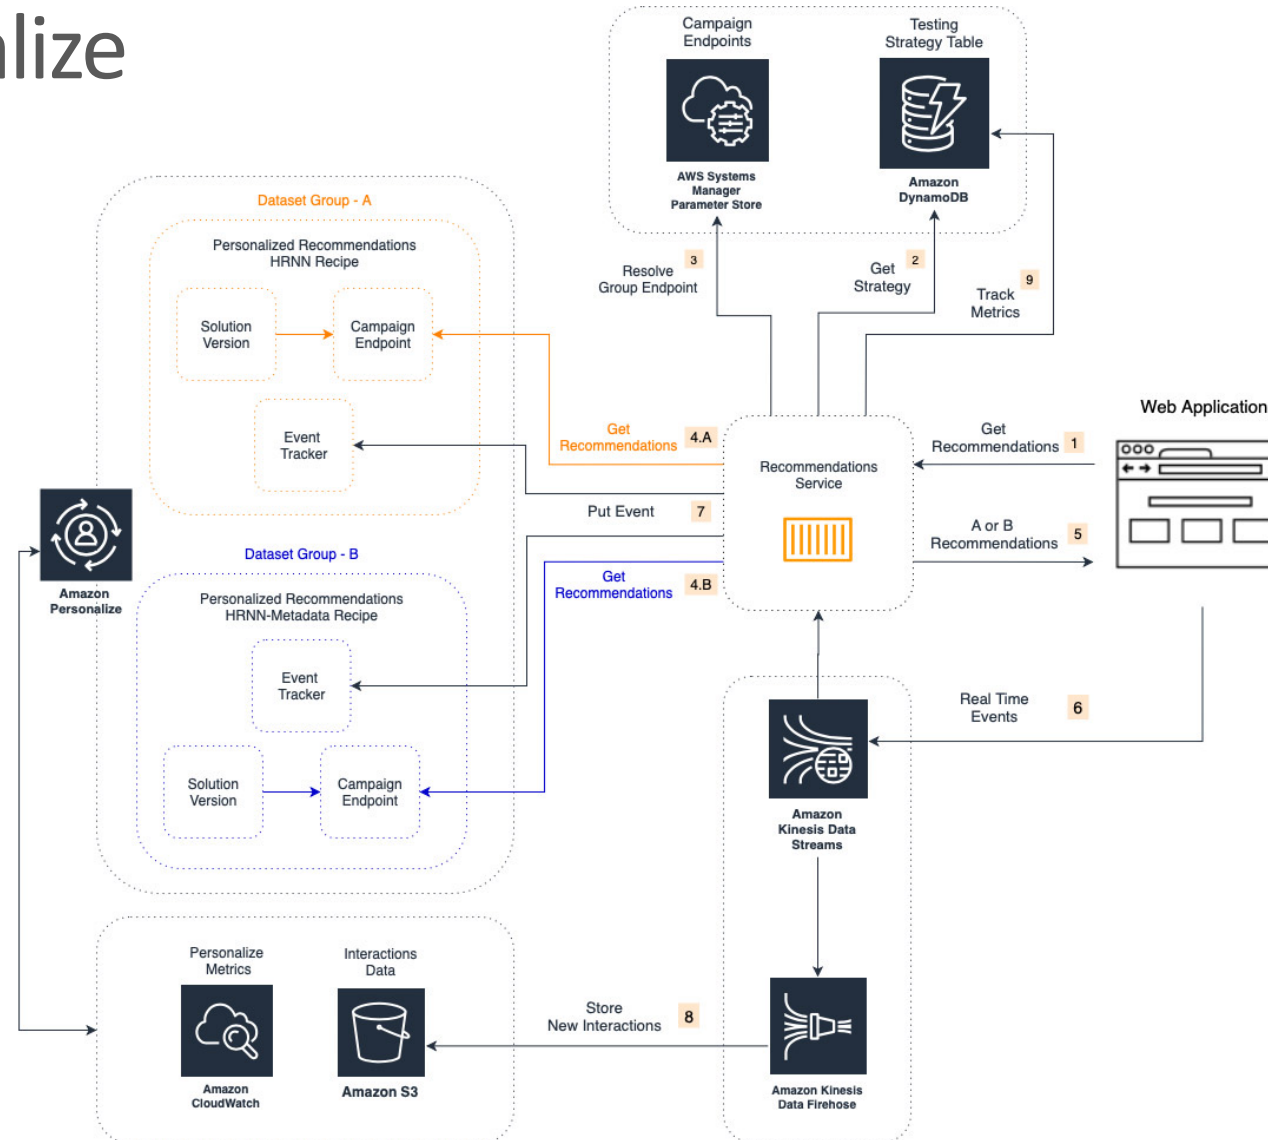 alize
Campaign
Endpoints
Testing
Strategy Table
AWS Systems
Manager
Parameter Store
Amazon
DynamoDB
Dataset Group - A
Personalized Recommendations
HRNN Recipe
Solution
Version
Campaign
Endpoint
Event
Tracker
Resolve
Group Endpoint
3
Get
Strategy
2
Track
Metrics
9
Web Application
Get
Recommendations
4.A
Recommendations
Service
Get
Recommendations
1
Put Event
7
A or B
Recommendations
5
Amazon
Personalize
Dataset Group - B
Get
Recommendations
4.B
Personalized Recommendations
HRNN-Metadata Recipe
Event
Tracker
Solution
Version
Campaign
Endpoint
Real Time
Events
6
Amazon
Kinesis Data
Streams
Personalize
Metrics
Interactions
Data
Amazon
CloudWatch
Amazon S3
Store
New Interactions
8
Amazon Kinesis
Data Firehose